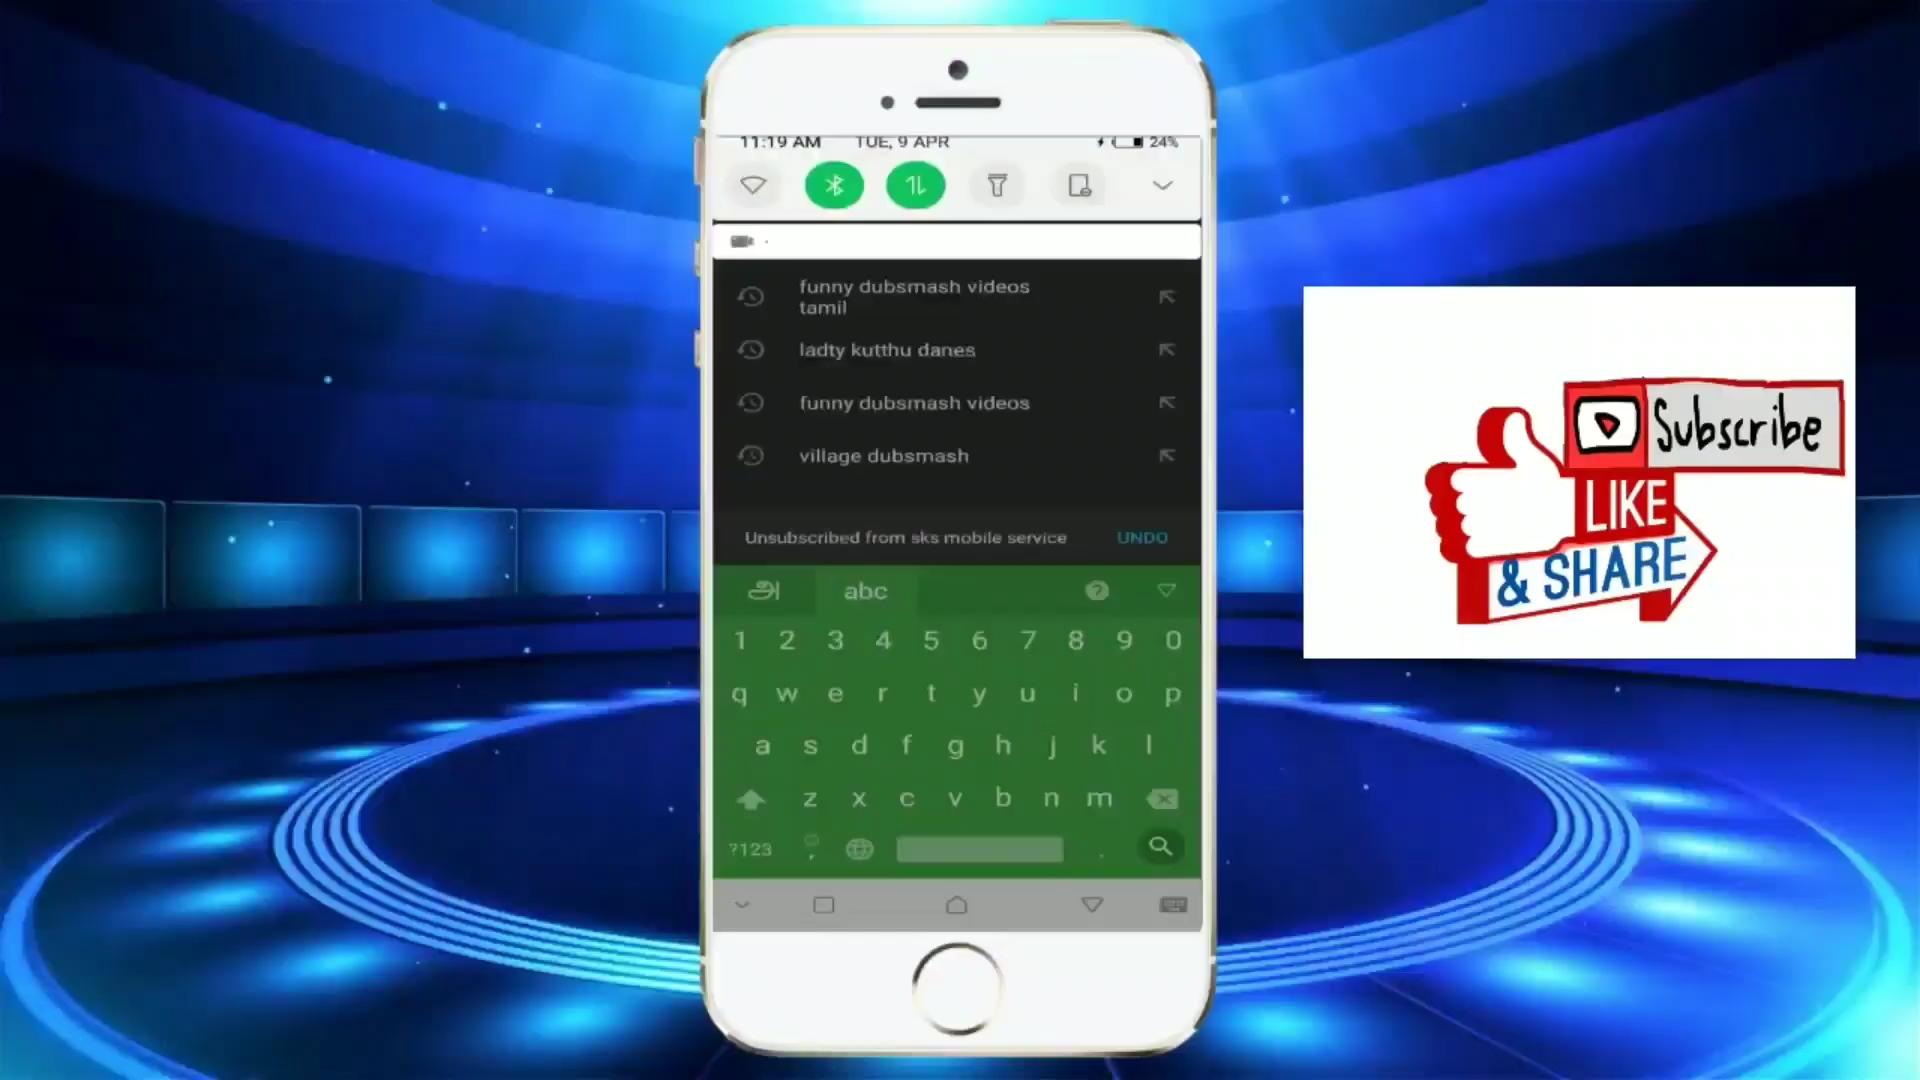 11:19 AM TUE, 9 APR 24%
funny dubsmash videos
tamil
ladty kutthu danes
funny dubsmash videos
village dubsmash
Unsubscribed from sks mobile service UNDO
அ abc ?
1 2 3 4 5 6 7 8 9 0
q w e r t y u i o p
a s d f g h j k l
z x c v b n m
?123 , .
Subscribe
LIKE
& SHARE